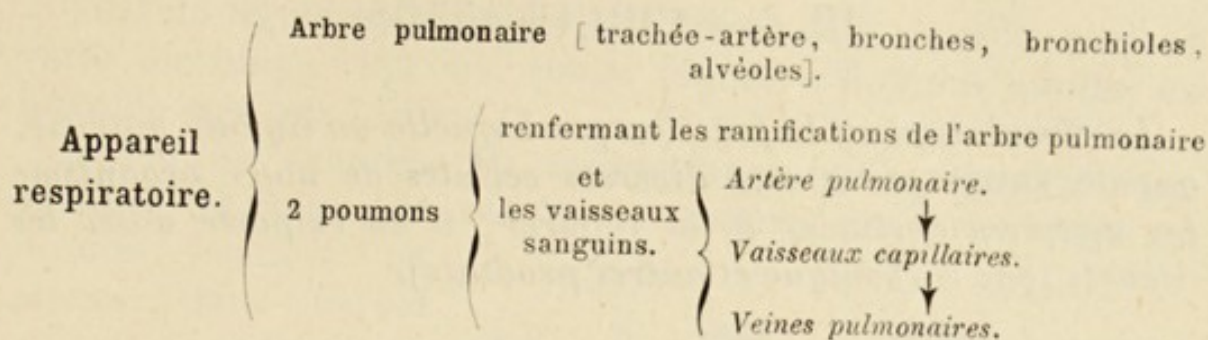 Arbre pulmonaire [trachée-artère, bronches, bronchioles,
alvéoles].
Appareil
respiratoire.
2 poumons
renfermant les ramifications de l'arbre pulmonaire
et
les vaisseaux
sanguins.
Artère pulmonaire.
Vaisseaux capillaires.
Veines pulmonaires.